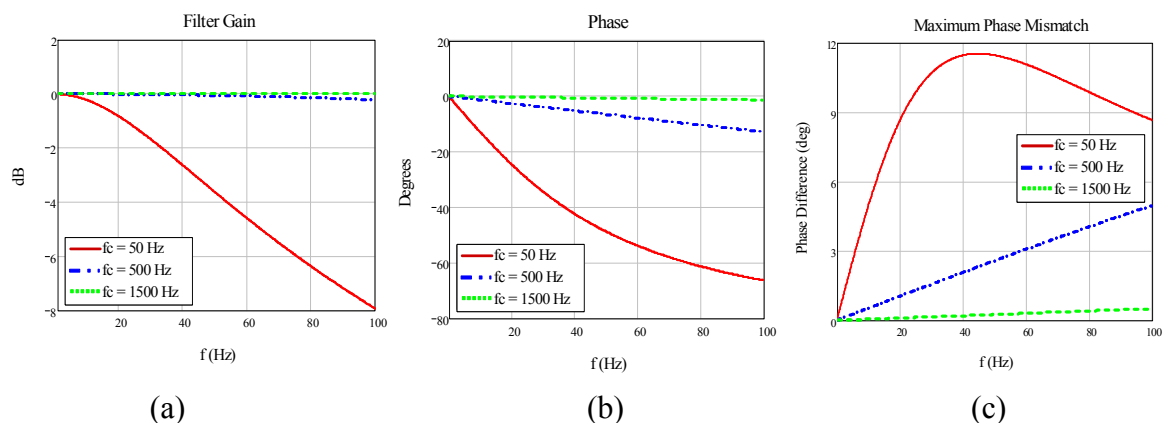 Filter Gain
2
0
−2
−4
−6
−8
dB
20
40
60
80
100
f (Hz)
fc = 50 Hz
fc = 500 Hz
fc = 1500 Hz
(a)
Phase
20
0
−20
−40
−60
−80
Degrees
20
40
60
80
100
f (Hz)
fc = 50 Hz
fc = 500 Hz
fc = 1500 Hz
(b)
Maximum Phase Mismatch
12
9
6
3
0
Phase Difference (deg)
20
40
60
80
100
f (Hz)
fc = 50 Hz
fc = 500 Hz
fc = 1500 Hz
(c)